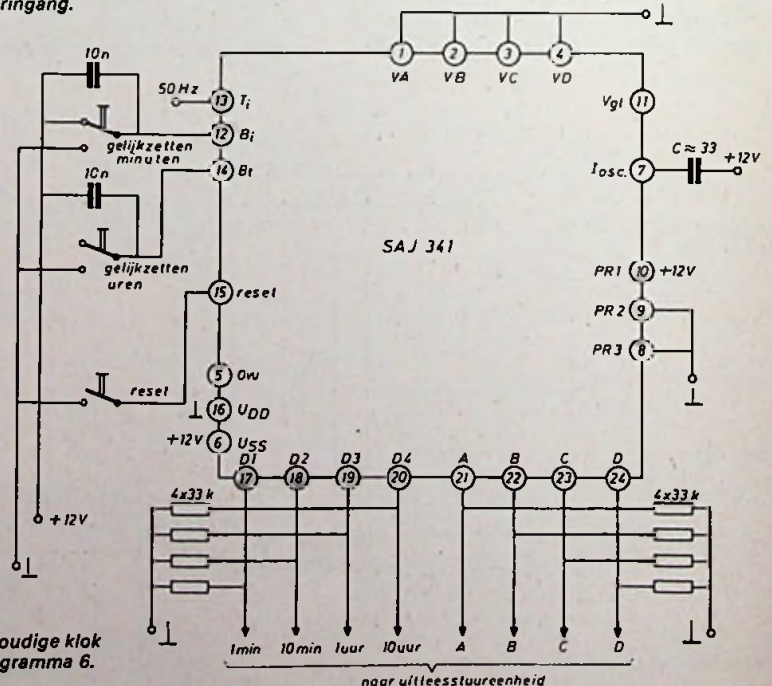 ringang.
1 2 3 4
VA VB VC VD
10n
50 Hz
13 Ti
12 Bi
14 Bt
gelijkzetten
minuten
10n
gelijkzetten
uren
Vgl 11
C ≈ 33
Iosc. 7
+12V
SAJ 341
15 reset
reset
PR1 10 +12V
PR2 9
PR3 8
5 Ow
16 UDD
+12V 6 USS
D1 D2 D3 D4 A B C D
17 18 19 20 21 22 23 24
4x33k
4x33k
+12V
1min 10min 1uur 10uur A B C D
naar uitleesstuureenheid
oudige klok
gramma 6.